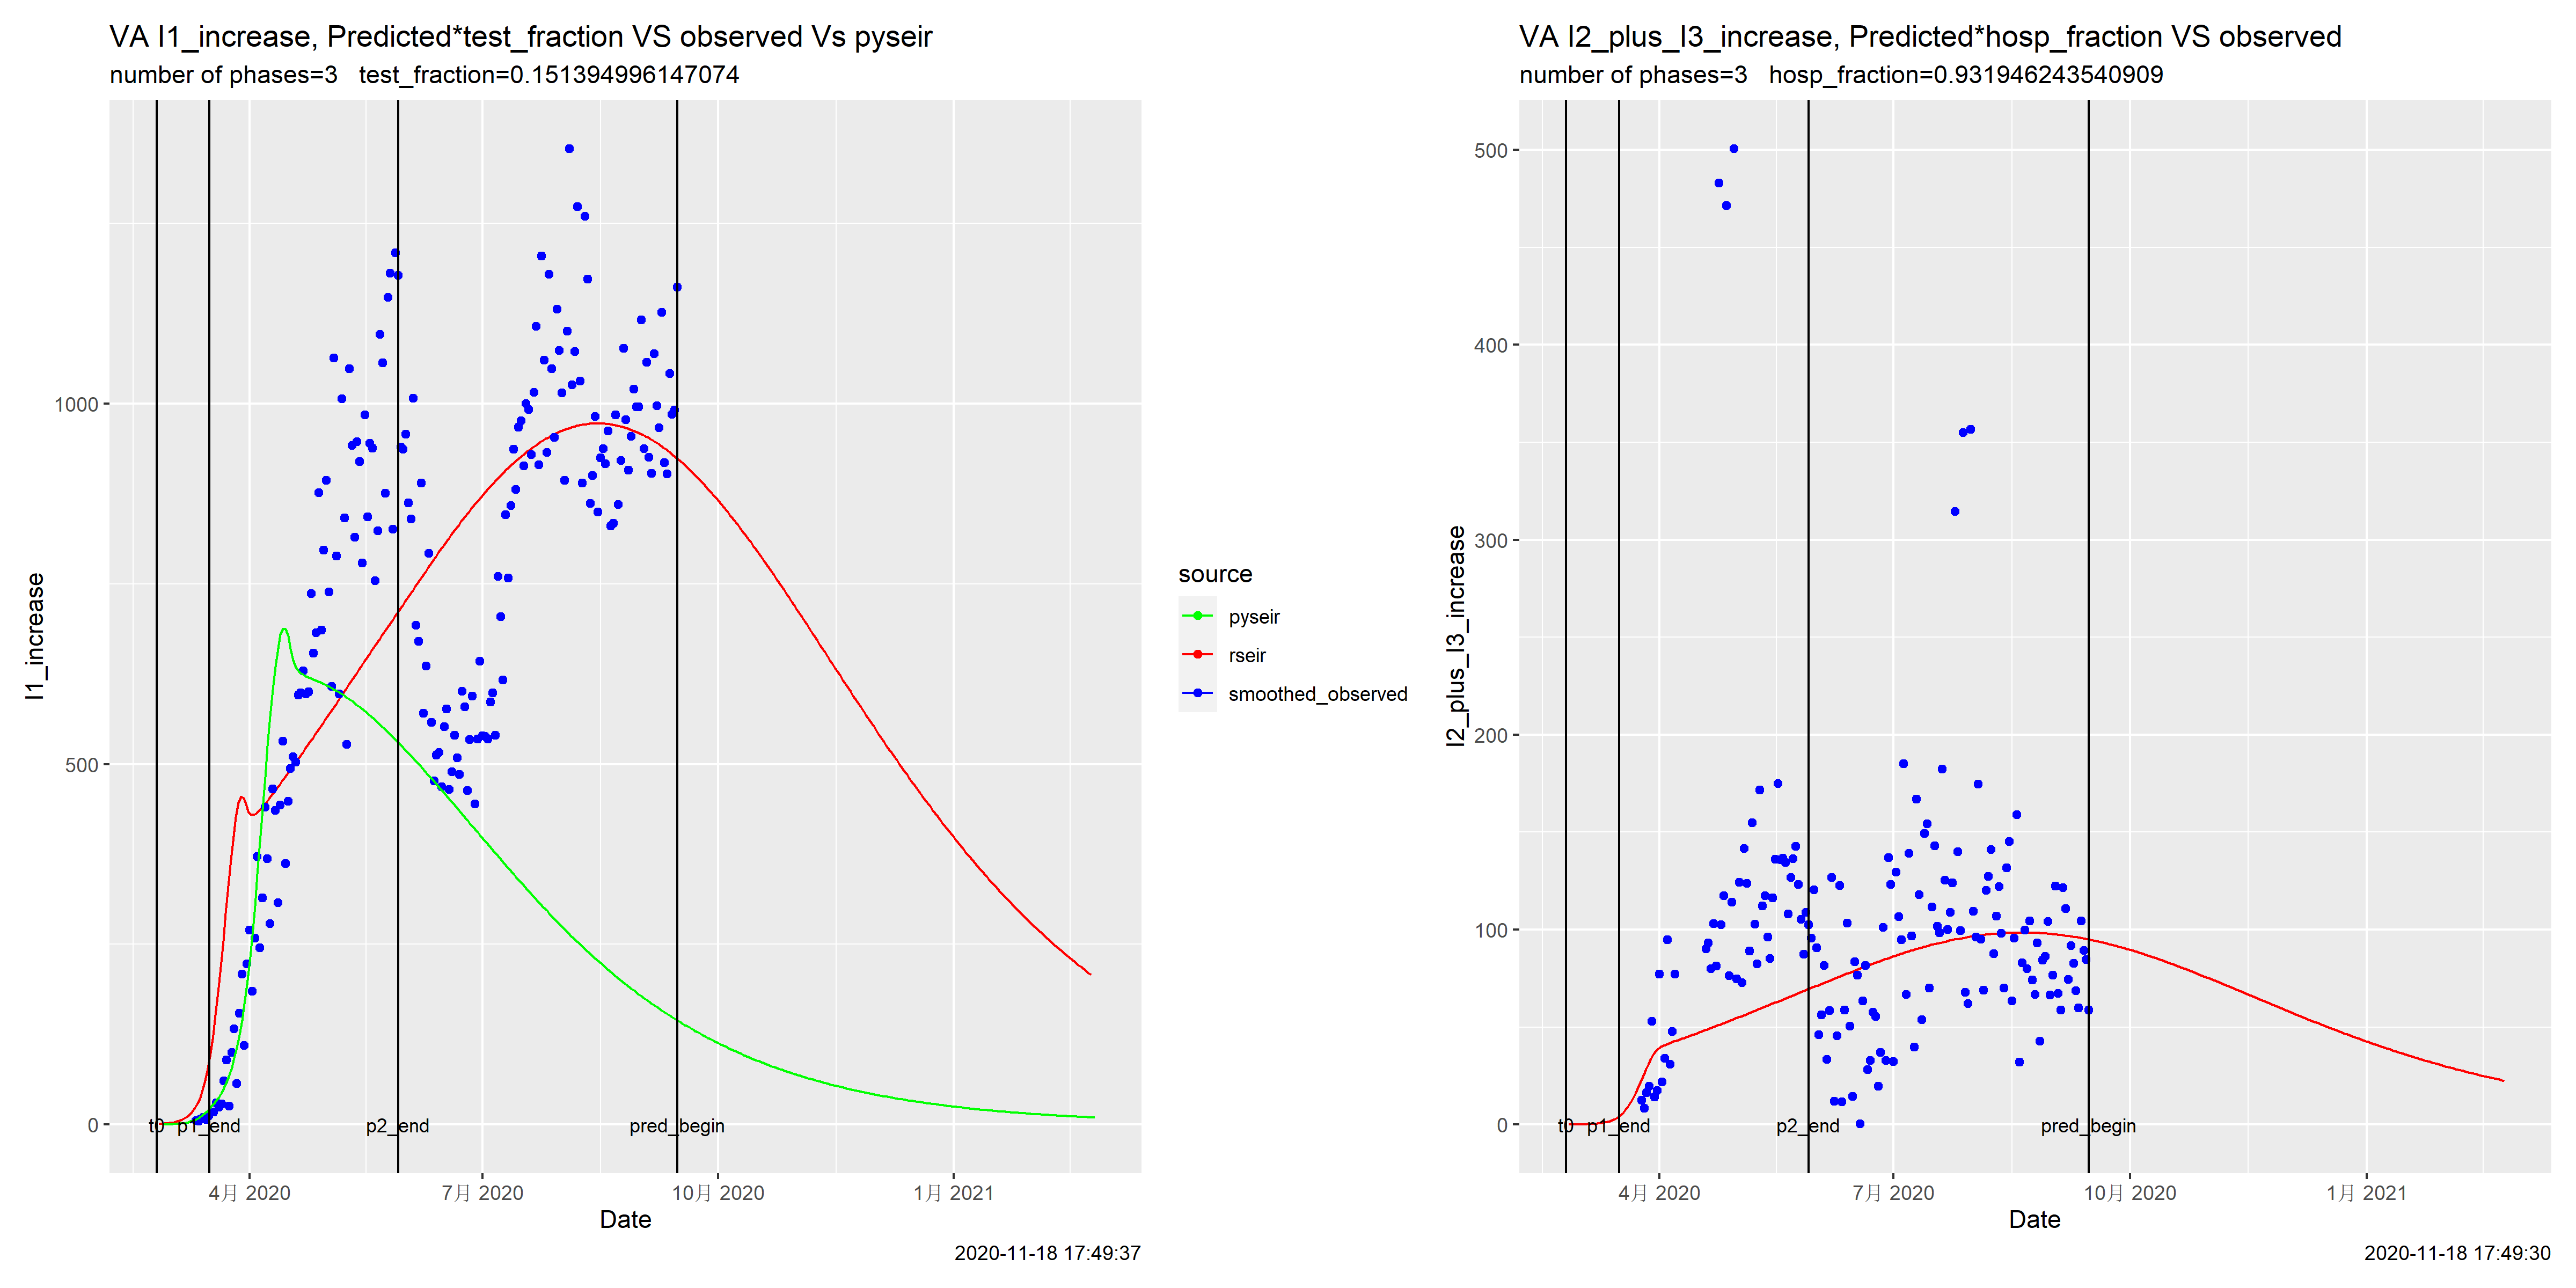 VA I1_increase, Predicted*test_fraction VS observed Vs pyseir
number of phases=3   test_fraction=0.151394996147074
I1_increase
1000
500
0
t0
p1_end
p2_end
pred_begin
4月 2020
7月 2020
10月 2020
1月 2021
Date
2020-11-18 17:49:37
source
pyseir
rseir
smoothed_observed
VA I2_plus_I3_increase, Predicted*hosp_fraction VS observed
number of phases=3   hosp_fraction=0.931946243540909
I2_plus_I3_increase
500
400
300
200
100
0
t0
p1_end
p2_end
pred_begin
4月 2020
7月 2020
10月 2020
1月 2021
Date
2020-11-18 17:49:30